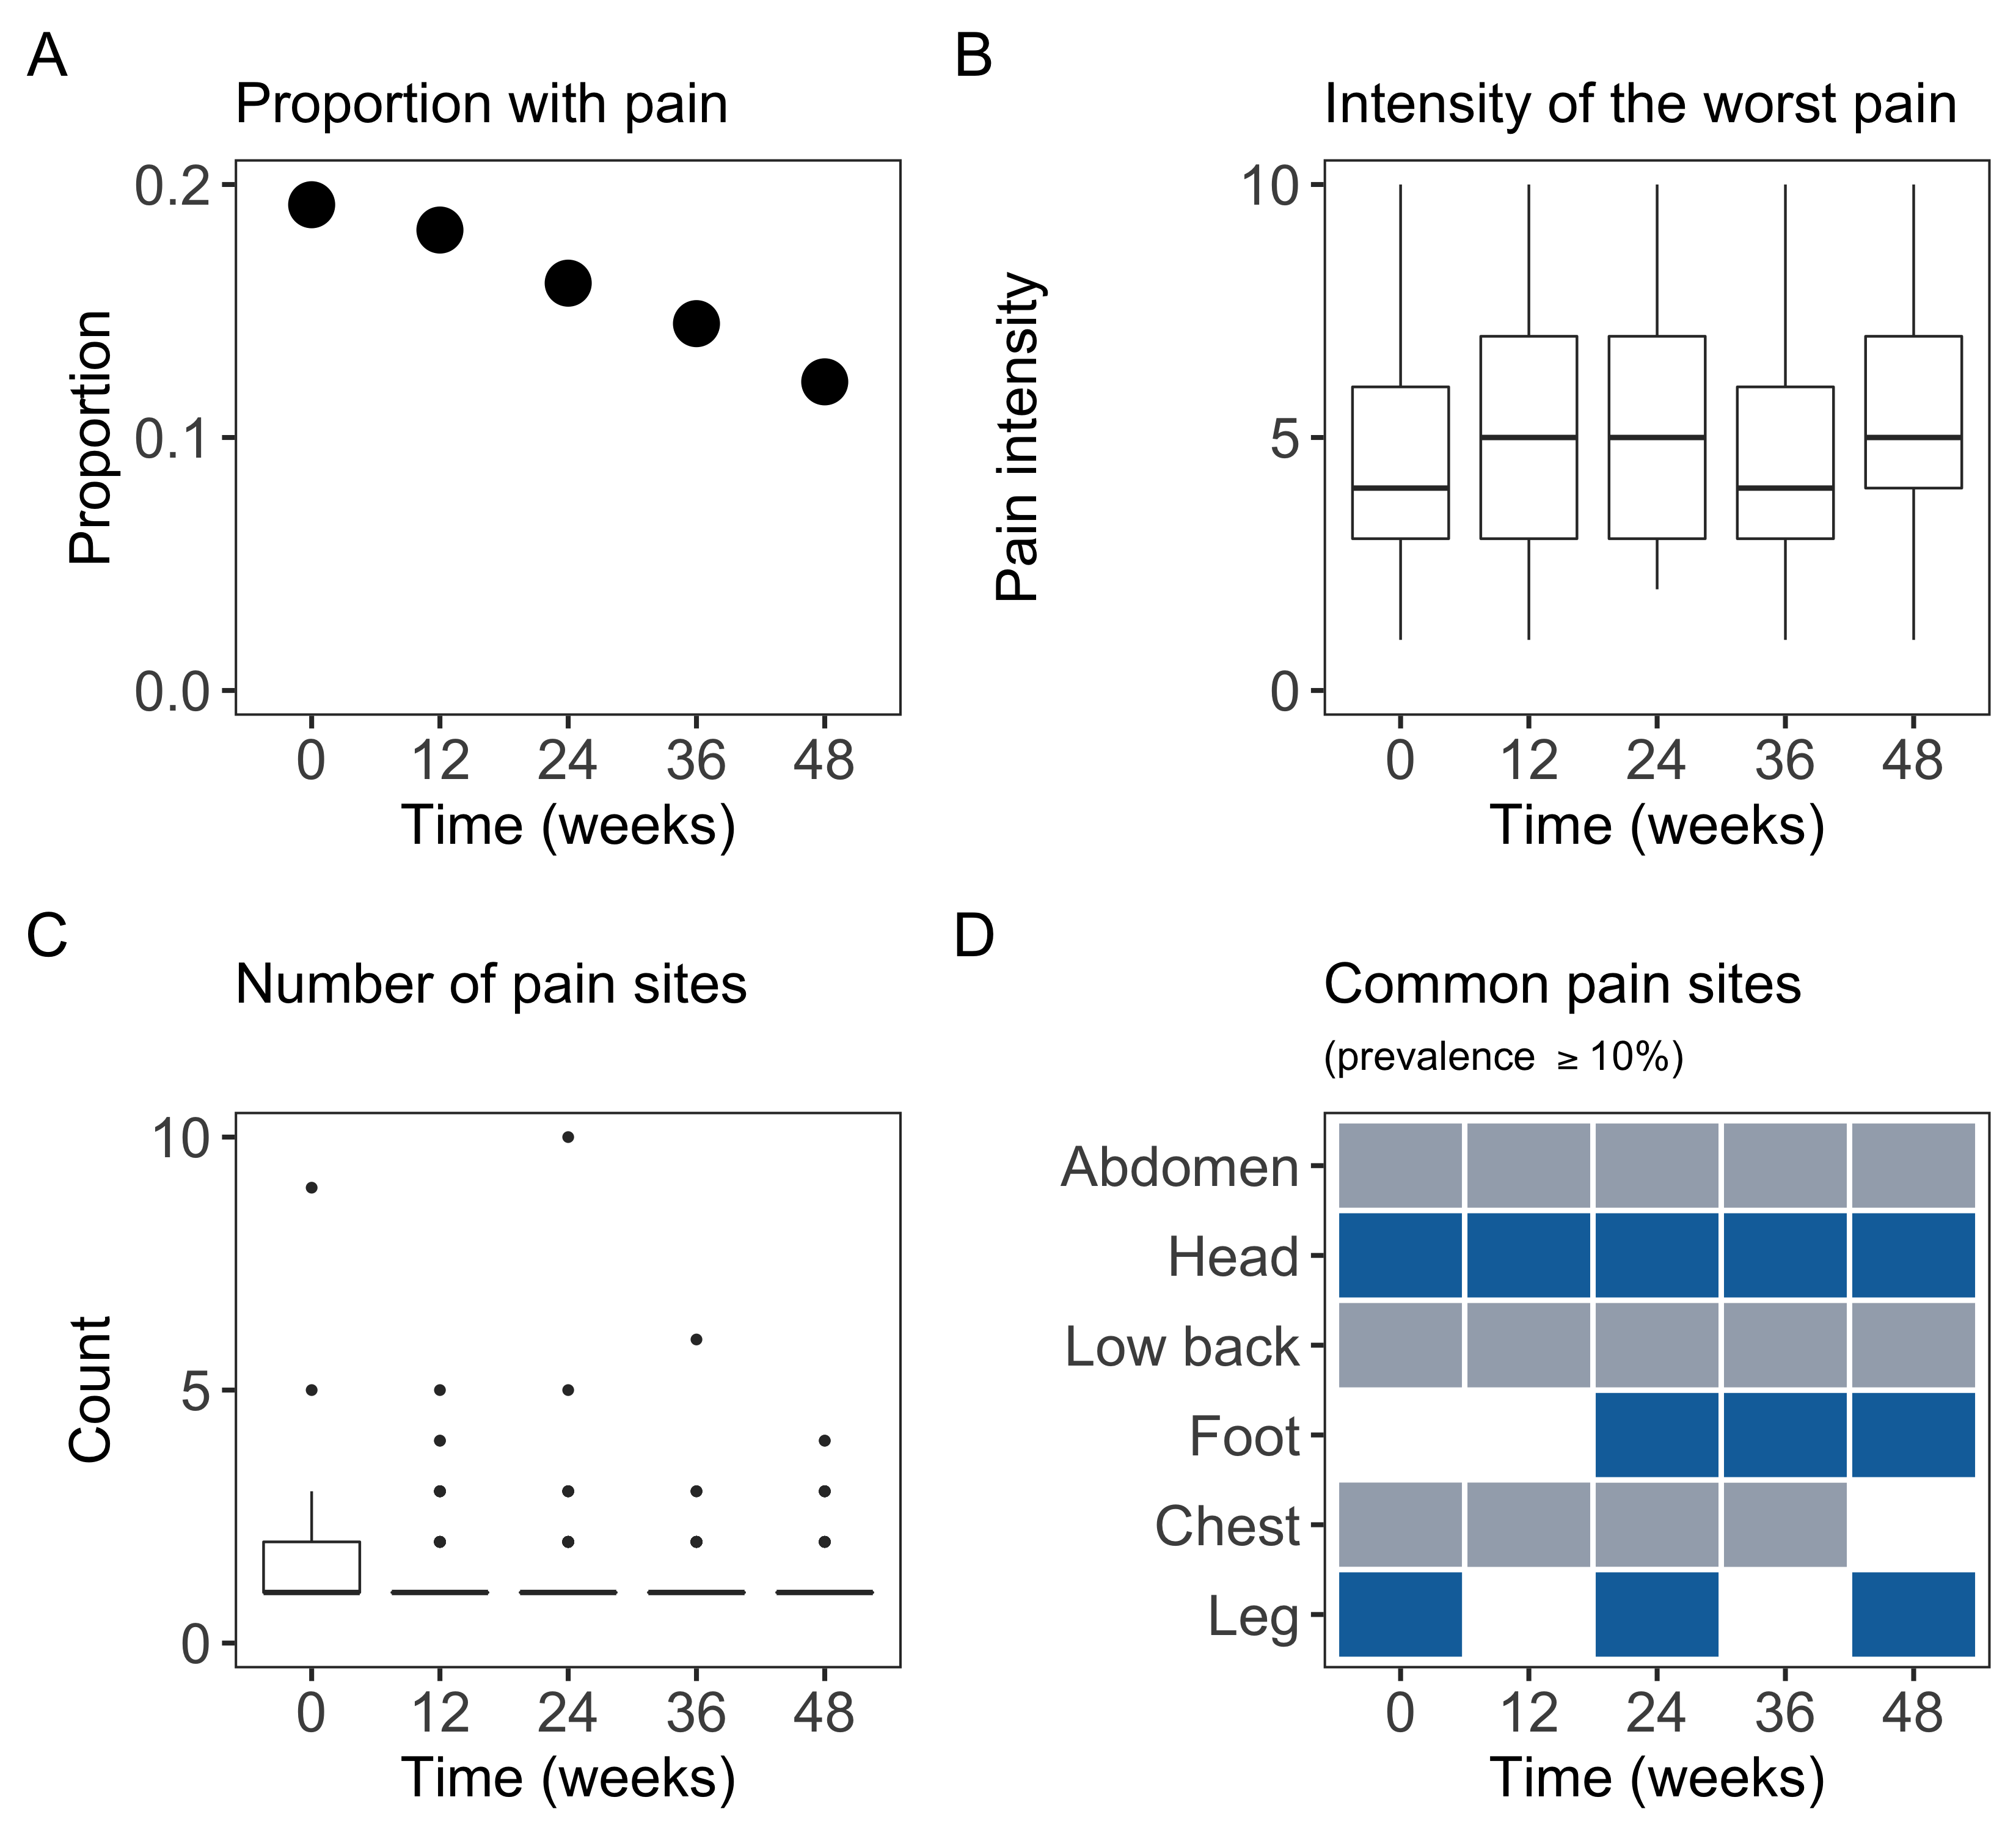 A
Proportion with pain
0.2
0.1
0.0
Proportion
0 12 24 36 48
Time (weeks)
B
Intensity of the worst pain
10
5
0
Pain intensity
0 12 24 36 48
Time (weeks)
C
Number of pain sites
10
5
0
Count
0 12 24 36 48
Time (weeks)
D
Common pain sites
(prevalence ≥ 10%)
Abdomen
Head
Low back
Foot
Chest
Leg
0 12 24 36 48
Time (weeks)